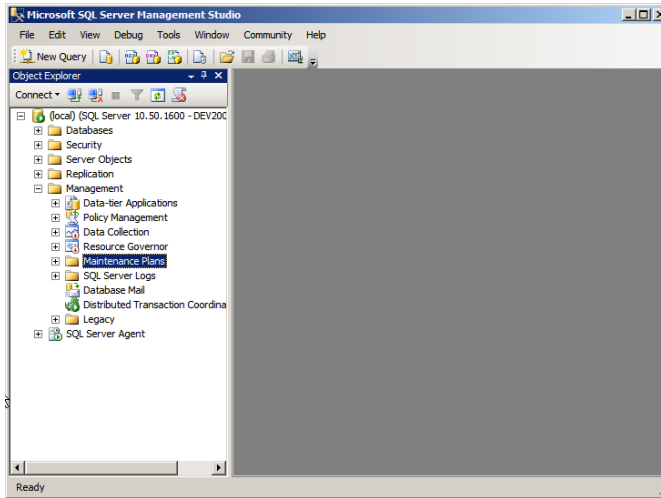 Microsoft SQL Server Management Studio
File Edit View Debug Tools Window Community Help
New Query
Object Explorer
Connect
(local) (SQL Server 10.50.1600 - DEV200
Databases
Security
Server Objects
Replication
Management
Data-tier Applications
Policy Management
Data Collection
Resource Governor
Maintenance Plans
SQL Server Logs
Database Mail
Distributed Transaction Coordina
Legacy
SQL Server Agent
Ready